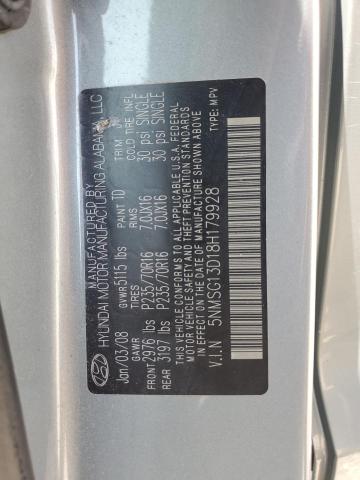 MANUFACTURED BY
HYUNDAI MOTOR MANUFACTURING ALABAMA, LLC
Jan/03/08 GVWR 5115 lbs PAINT TD TRIM
GAWR RIMS COLD TIRE INFL
FRONT 2976 lbs P235/70R16 7.0JX16 30 psi SINGLE
REAR 3197 lbs P235/70R16 7.0JX16 30 psi SINGLE
THIS VEHICLE CONFORMS TO ALL APPLICABLE U.S.A. FEDERAL
MOTOR VEHICLE SAFETY AND THEFT PREVENTION STANDARDS
IN EFFECT ON THE DATE OF MANUFACTURE SHOWN ABOVE
V.I.N 5NMSG13D18H179928 TYPE MPV